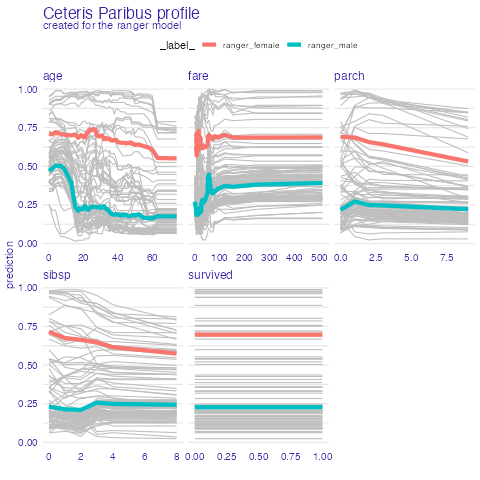 Ceteris Paribus profile
created for the ranger model
_label_ ranger_female ranger_male
age fare parch
1.00
0.75
0.50
0.25
0.00
0 20 40 60 0 100 200 300 400 500 0.0 2.5 5.0 7.5
prediction
sibsp survived
1.00
0.75
0.50
0.25
0.00
0 2 4 6 8 0.00 0.25 0.50 0.75 1.00